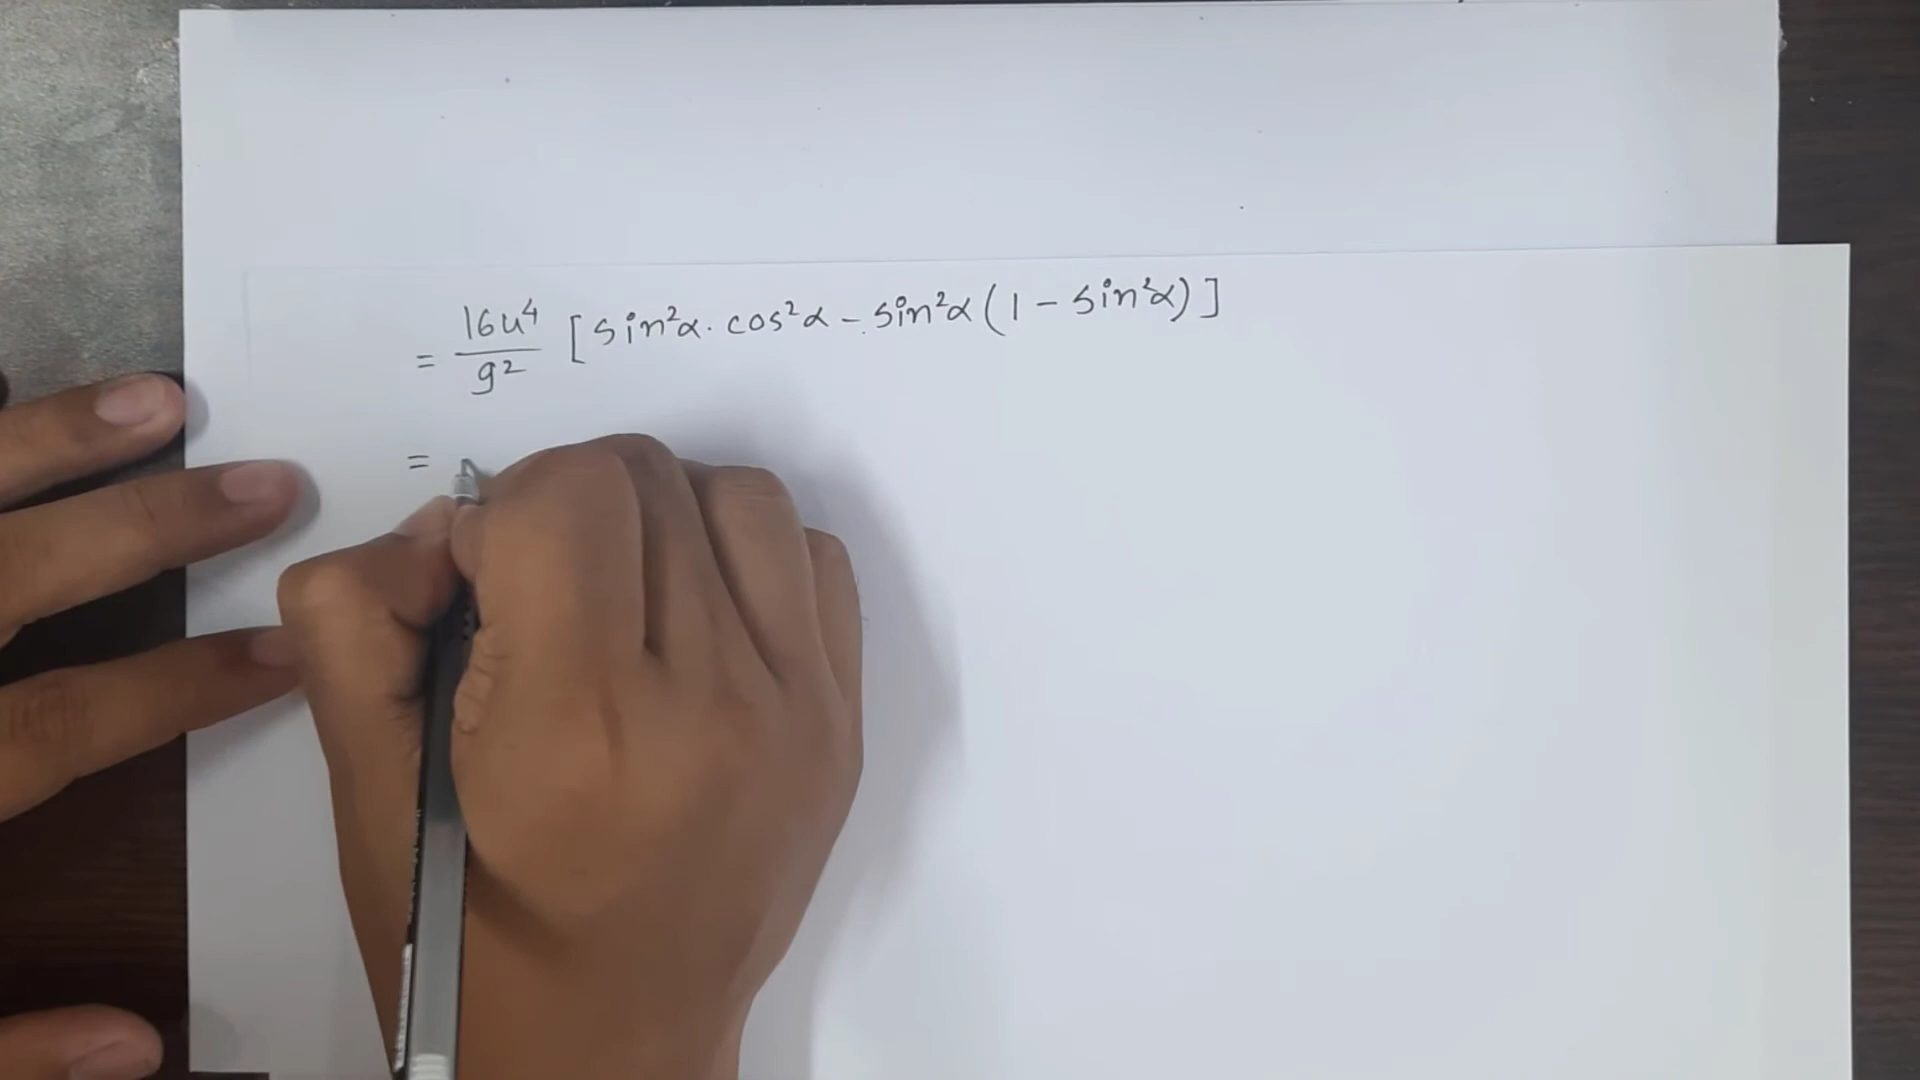 = 16u⁴/g² [sin²α. cos²α - sin²α (1 - sin²α)]
=